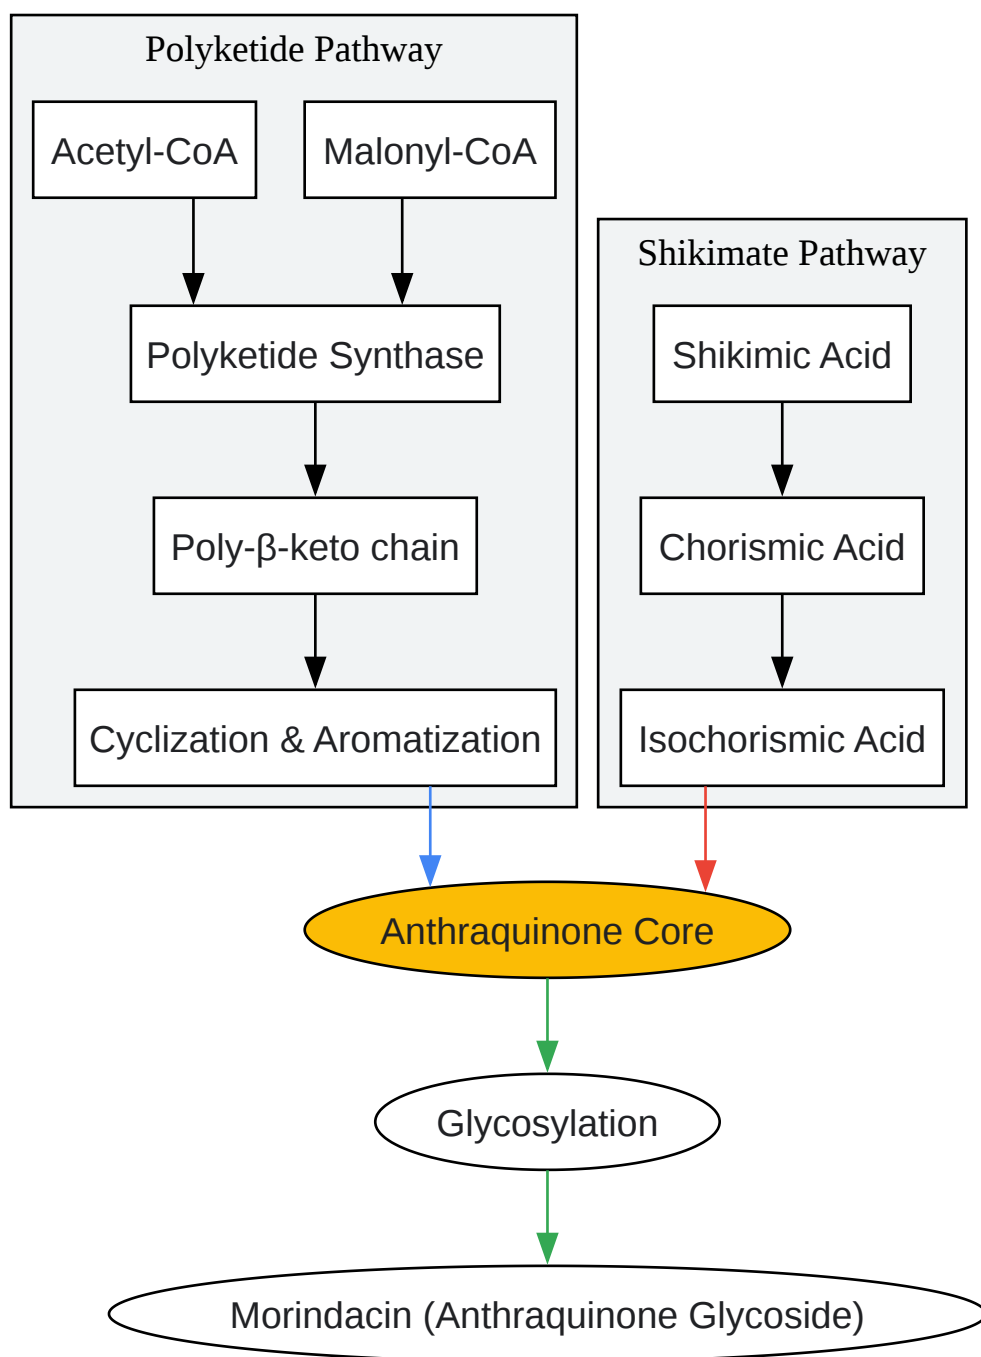 Polyketide Pathway
Acetyl-CoA
Malonyl-CoA
Polyketide Synthase
Poly-β-keto chain
Cyclization & Aromatization
Shikimate Pathway
Shikimic Acid
Chorismic Acid
Isochorismic Acid
Anthraquinone Core
Glycosylation
Morindacin (Anthraquinone Glycoside)